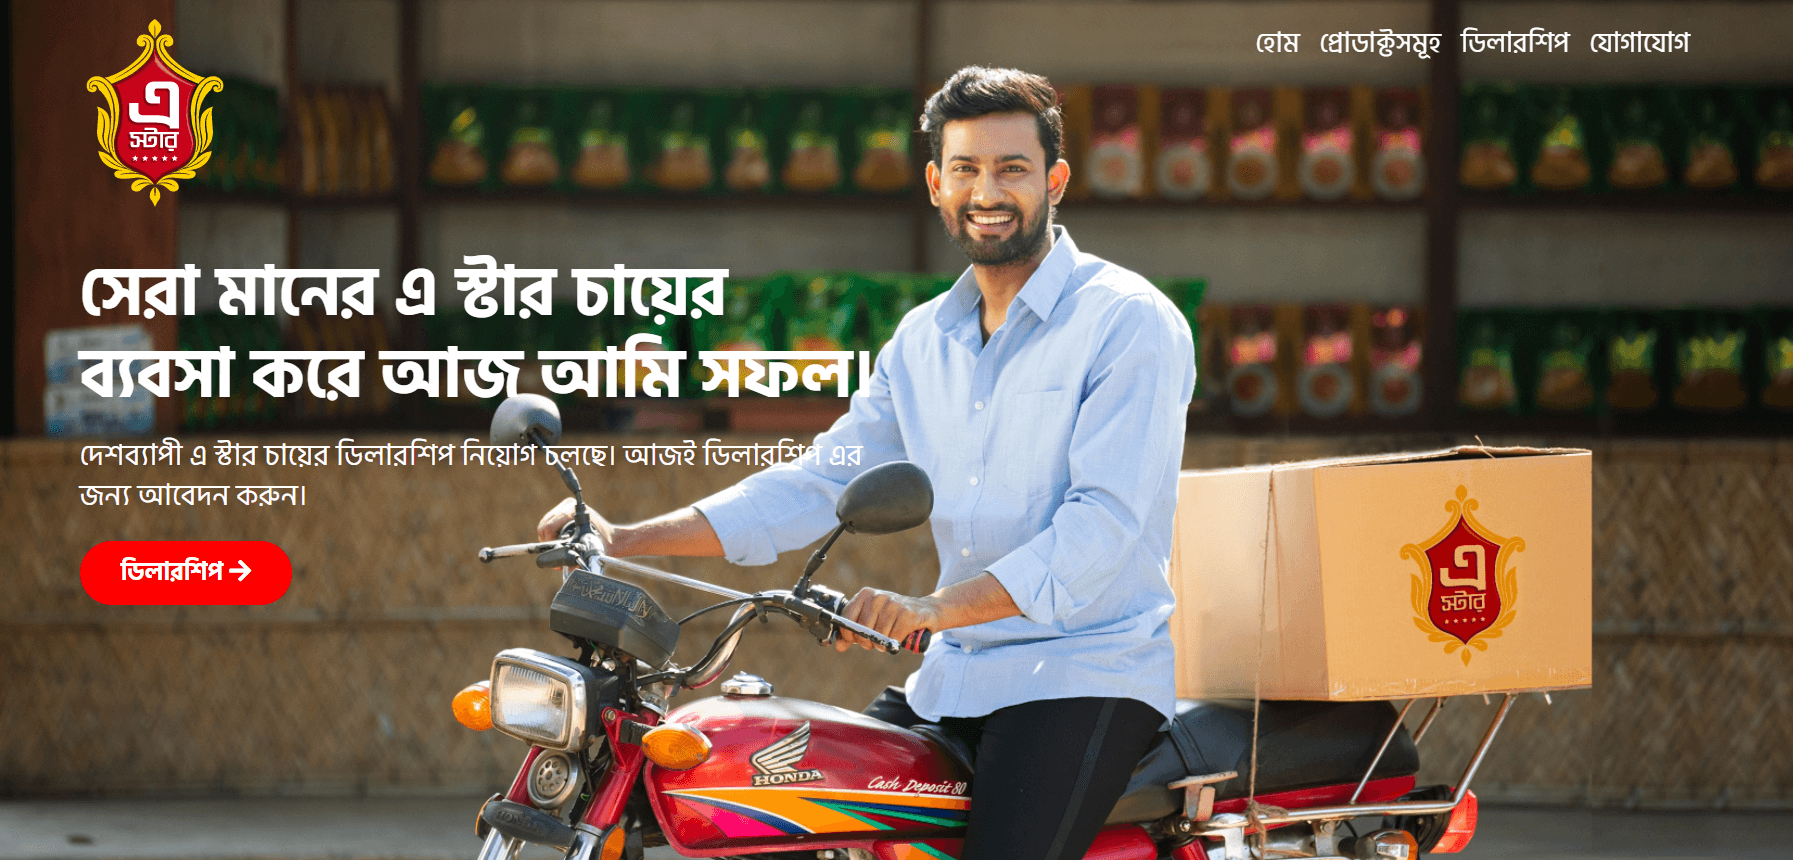 এ
স্টার
হোম প্রোডাক্টসমূহ ডিলারশিপ যোগাযোগ
সেরা মানের এ স্টার চায়ের
ব্যবসা করে আজ আমি সফল।
দেশব্যাপী এ স্টার চায়ের ডিলারশিপ নিয়োগ চলছে। আজই ডিলারশিপ এর
জন্য আবেদন করুন।
ডিলারশিপ
এ
স্টার
HONDA
Cash Deposit 80